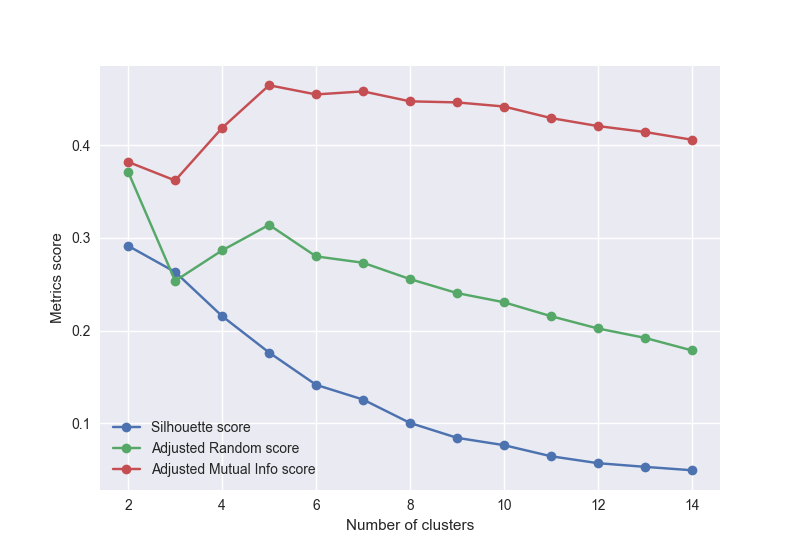 0.4
0.3
0.2
0.1
Metrics score
Silhouette score
Adjusted Random score
Adjusted Mutual Info score
2 4 6 8 10 12 14
Number of clusters